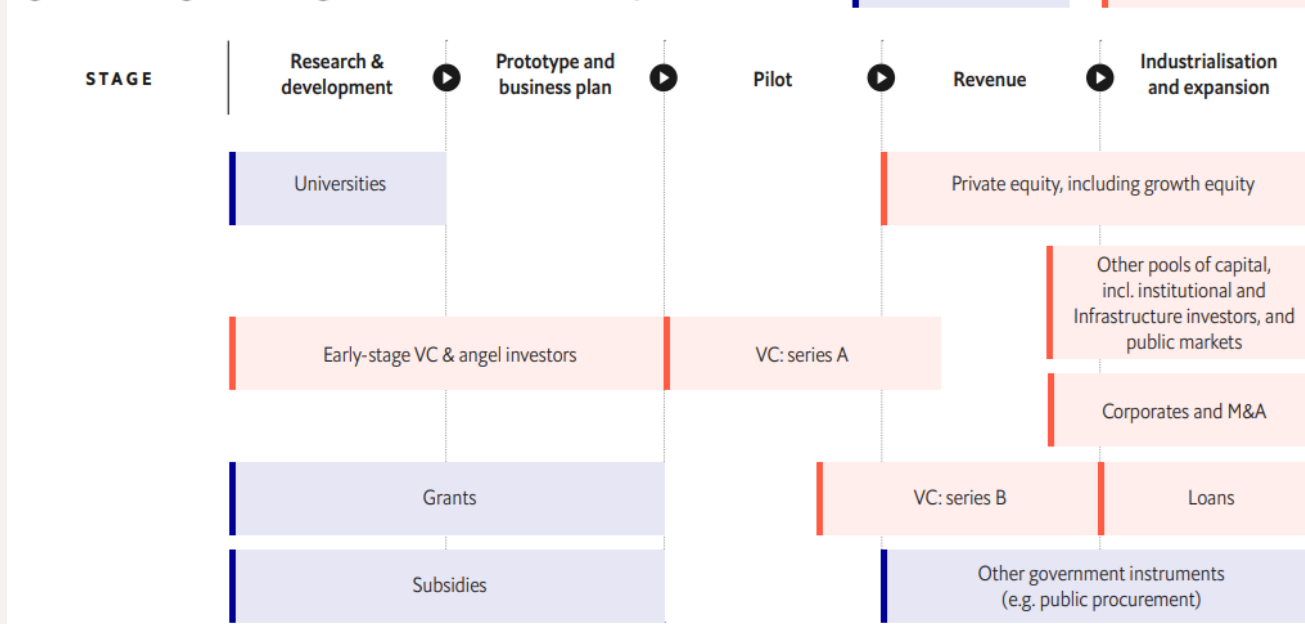 STAGE
Research &
development
Prototype and
business plan
Pilot
Revenue
Industrialisation
and expansion
Universities
Private equity, including growth equity
Other pools of capital,
incl. institutional and
Infrastructure investors, and
public markets
Early-stage VC & angel investors
VC: series A
Corporates and M&A
Grants
VC: series B
Loans
Subsidies
Other government instruments
(e.g. public procurement)